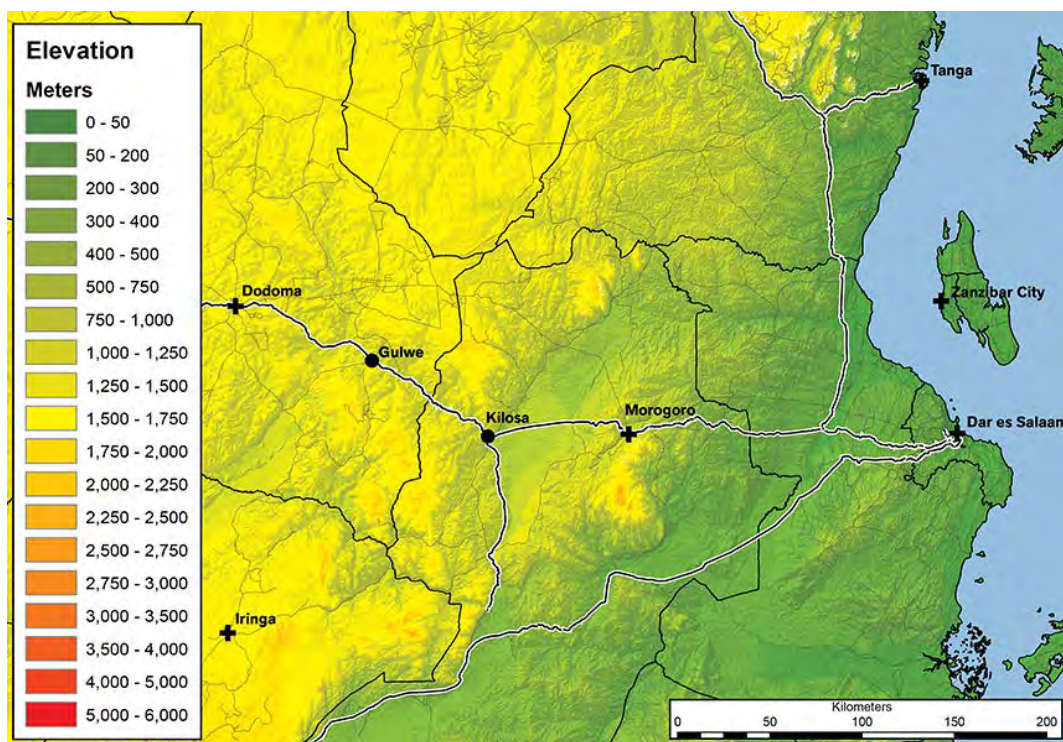 Elevation
Meters
0 - 50
50 - 200
200 - 300
300 - 400
400 - 500
500 - 750
750 - 1,000
1,000 - 1,250
1,250 - 1,500
1,500 - 1,750
1,750 - 2,000
2,000 - 2,250
2,250 - 2,500
2,500 - 2,750
2,750 - 3,000
3,000 - 3,500
3,500 - 4,000
4,000 - 5,000
5,000 - 6,000
Tanga
Dodoma
Zanzibar City
Gulwe
Kilosa
Morogoro
Dar es Salaam
Iringa
Kilometers
0 50 100 150 200